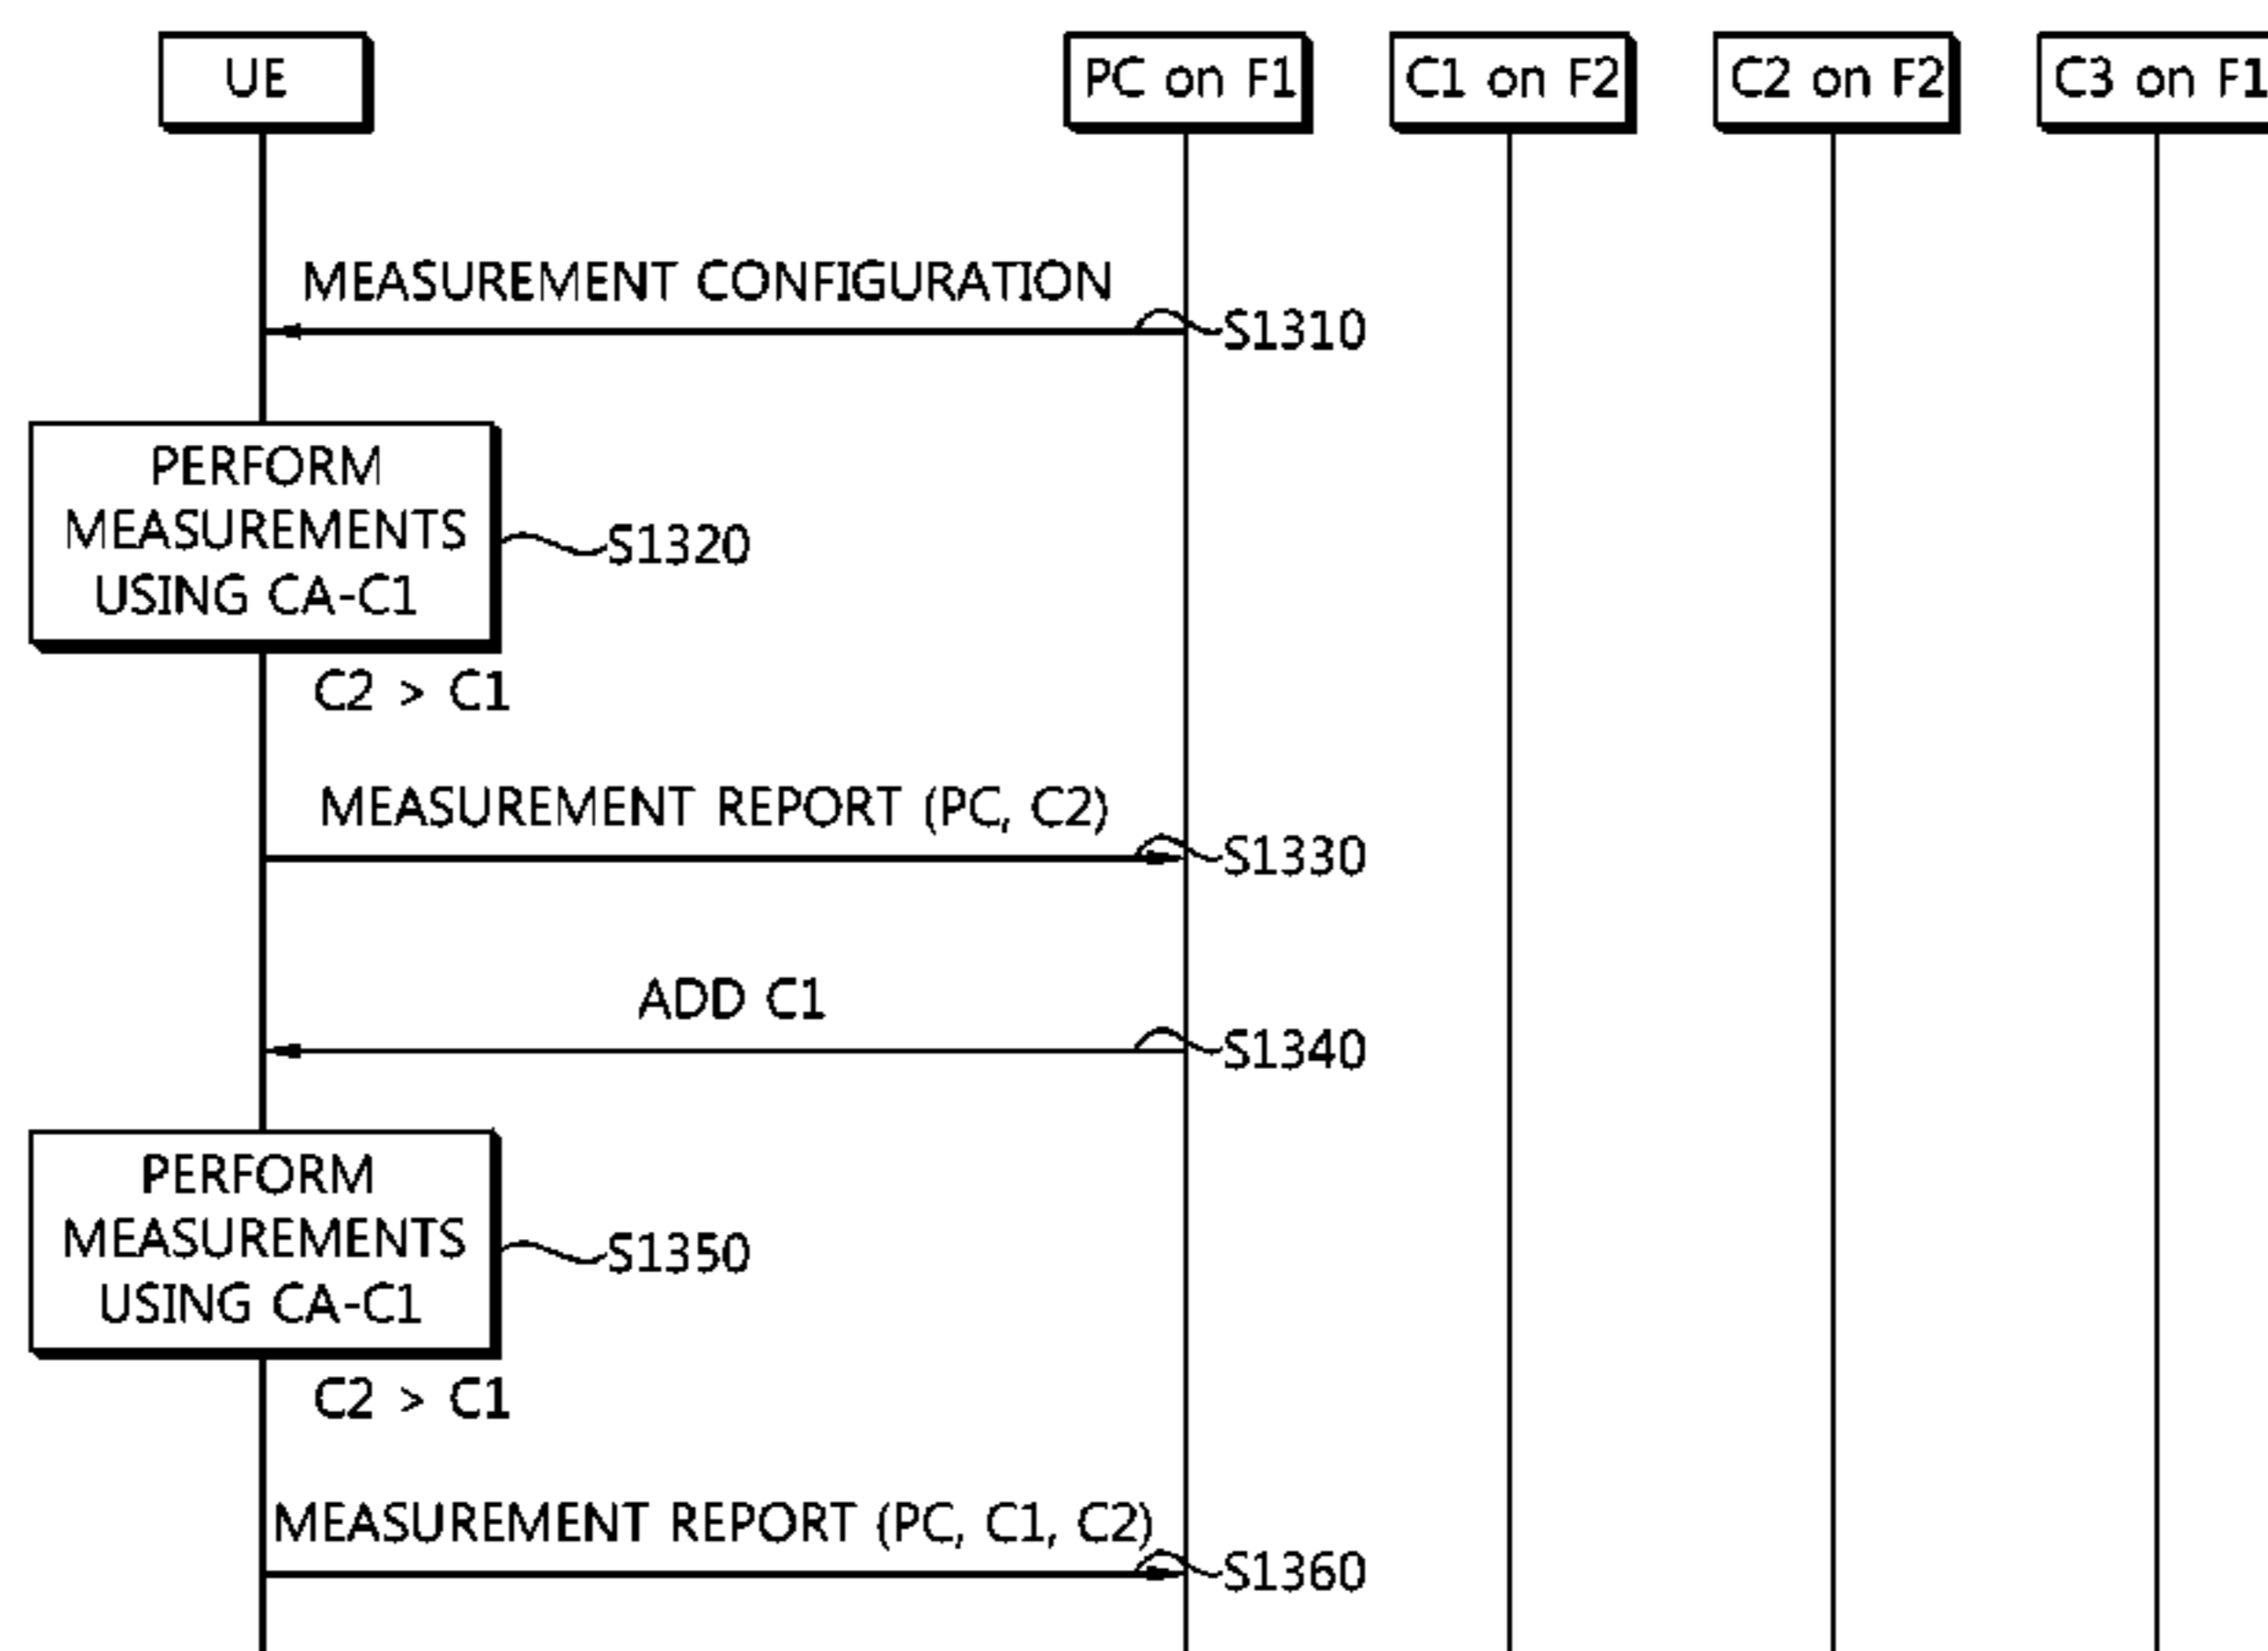 UE
PC on F1
C1 on F2
C2 on F2
C3 on F1
MEASUREMENT CONFIGURATION
S1310
PERFORM
MEASUREMENTS
USING CA-C1
S1320
C2 > C1
MEASUREMENT REPORT (PC, C2)
S1330
ADD C1
S1340
PERFORM
MEASUREMENTS
USING CA-C1
S1350
C2 > C1
MEASUREMENT REPORT (PC, C1, C2)
S1360